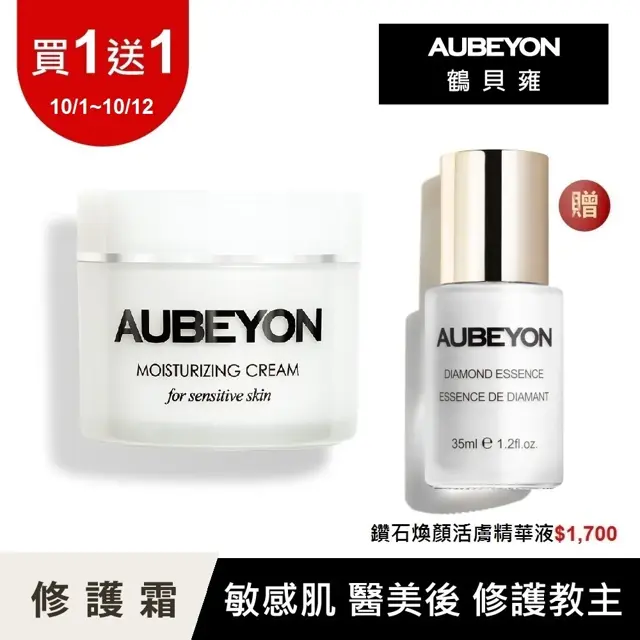 買1送1
10/1~10/12
AUBEYON
鶴貝雍
AUBEYON
MOISTURIZING CREAM
for sensitive skin
贈
AUBEYON
DIAMOND ESSENCE
ESSENCE DE DIAMANT
35ml ℮ 1.2fl.oz.
鑽石煥顏活膚精華液$1,700
修護霜
敏感肌 醫美後 修護教主